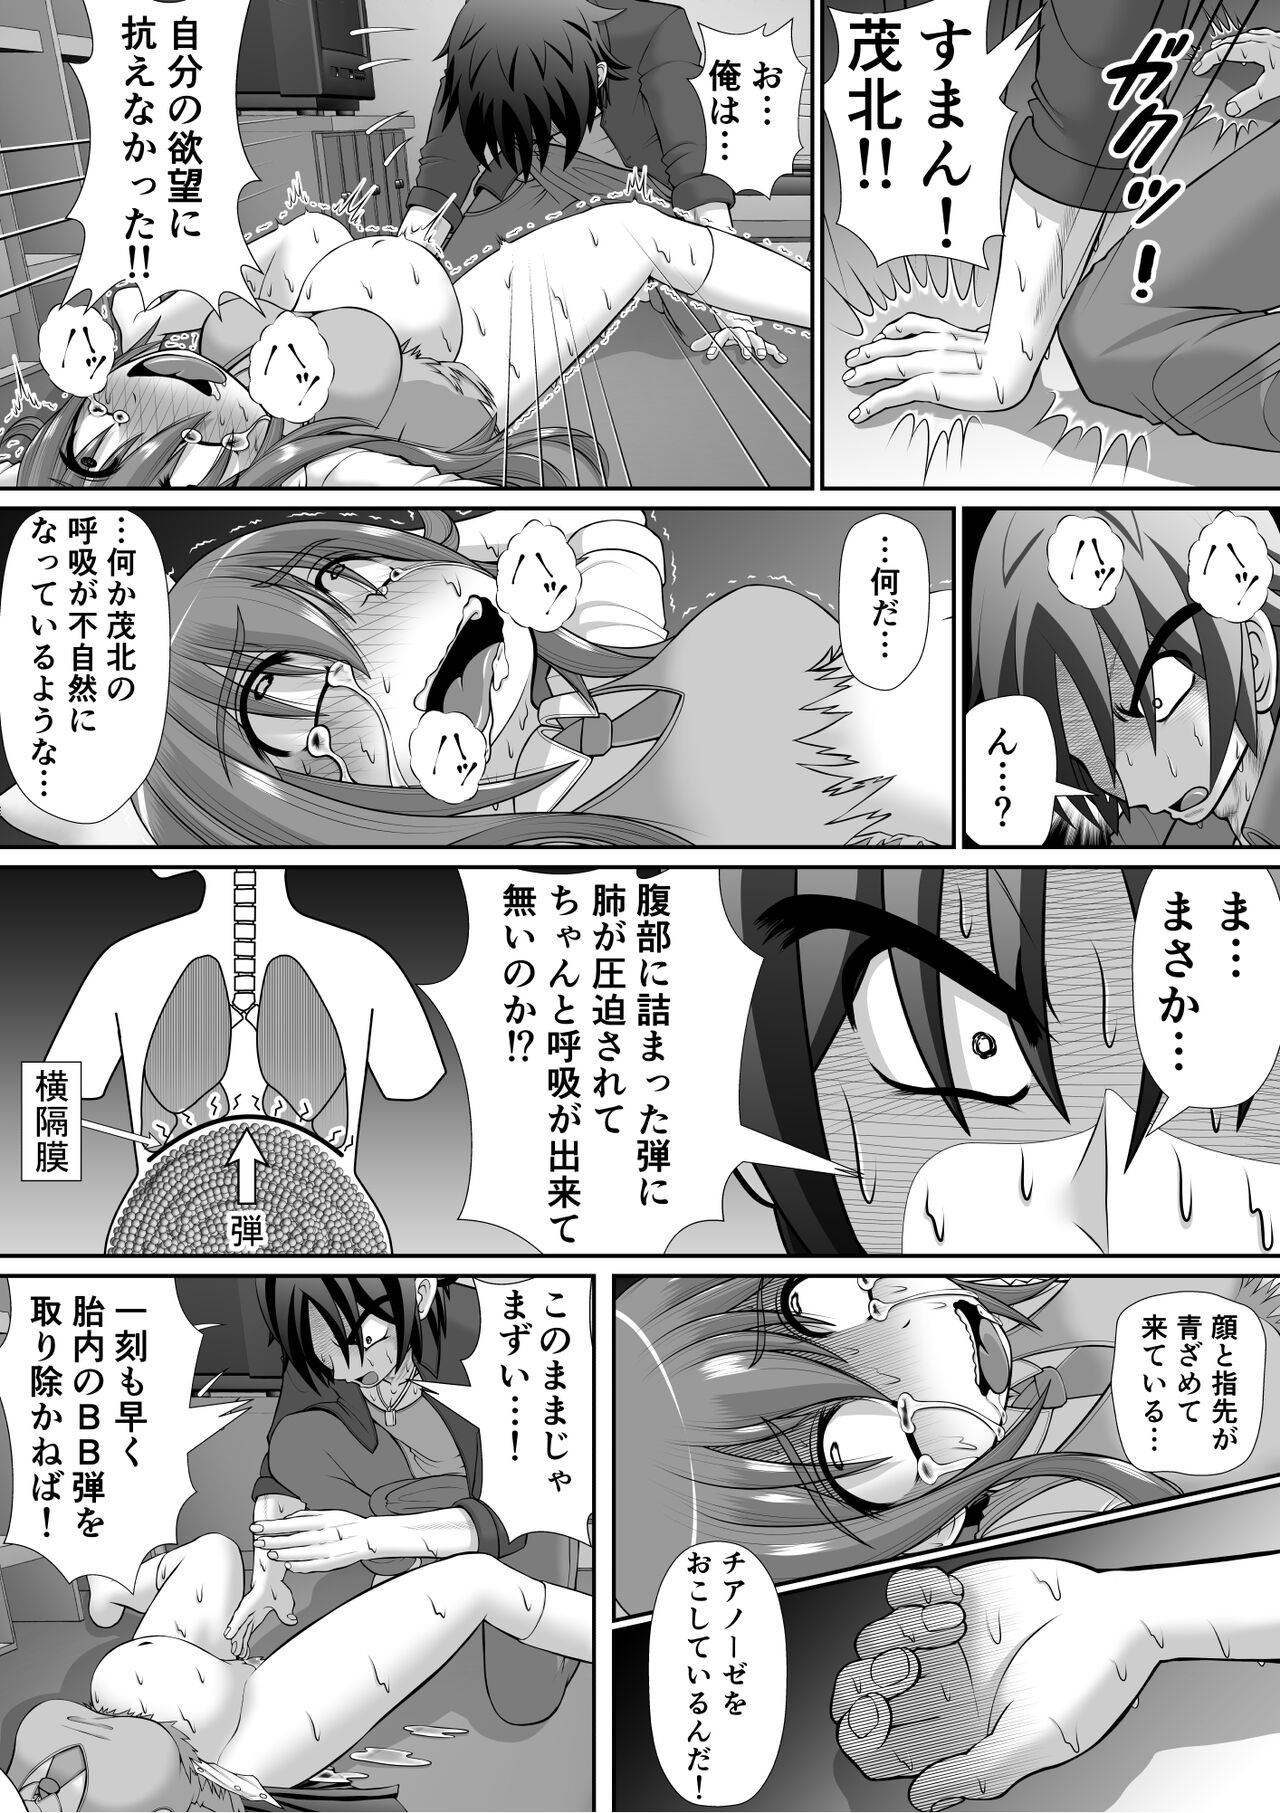 ガクッ!
すまん!
茂北!!
お…
俺は…
自分の欲望に
抗えなかった!!
ハッ
ハッ
ハッ
ハッ
ん…?
…何だ…
ハッ
ハッ
…何か茂北の
呼吸が不自然に
なっているような…
ま…
まさか…
腹部に詰まった弾に
肺が圧迫されて
ちゃんと呼吸が出来て
無いのか!?
横隔膜
弾
顔と指先が
青ざめて
来ている…
チアノーゼを
おこしているんだ!
このままじゃ
まずい…!
一刻も早く
胎内のBB弾を
取り除かねば!